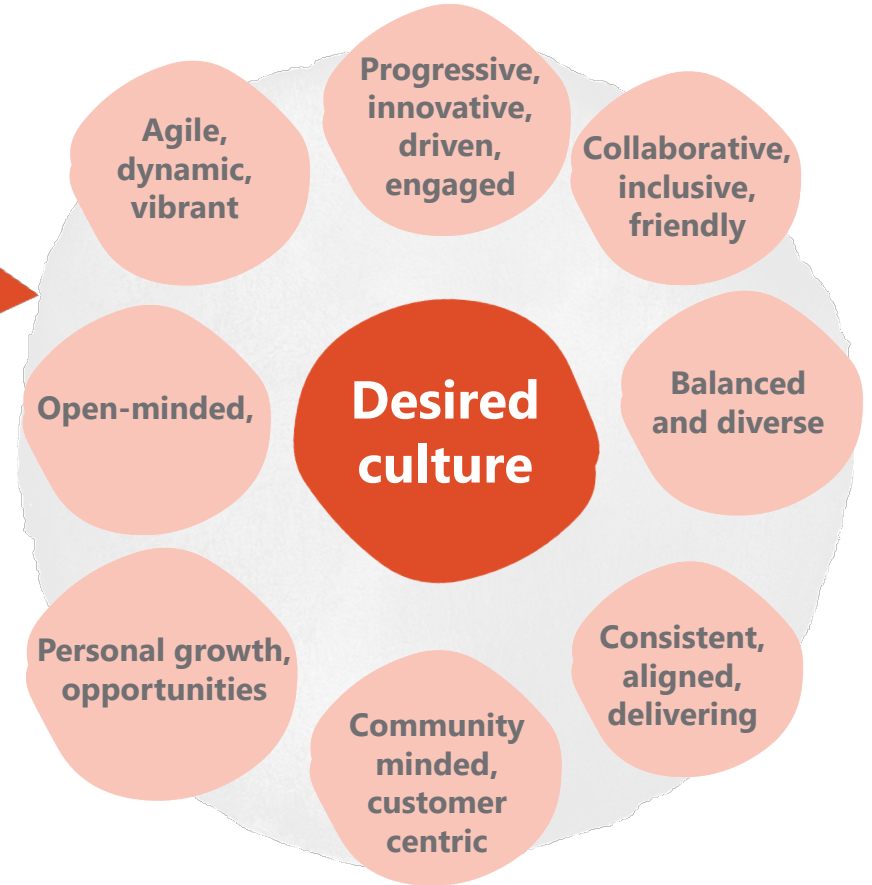 Progressive,
innovative,
driven,
engaged
Agile,
dynamic,
vibrant
Collaborative,
inclusive,
friendly
Open-minded,
Desired
culture
Balanced
and diverse
Personal growth,
opportunities
Consistent,
aligned,
delivering
Community
minded,
customer
centric